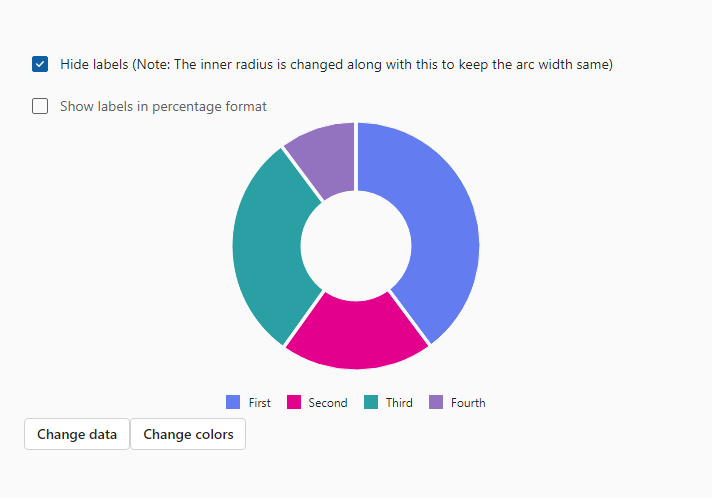 Hide labels (Note: The inner radius is changed along with this to keep the arc width same)
Show labels in percentage format
First Second Third Fourth
Change data Change colors